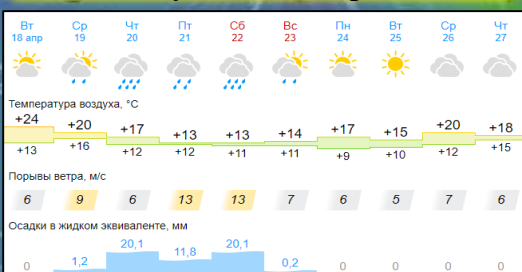 Вт Ср Чт Пт Сб Вс Пн Вт Ср Чт
18 апр 19 20 21 22 23 24 25 26 27
Температура воздуха, °C
+24 +20 +17 +13 +13 +14 +17 +15 +20 +18
+13 +16 +12 +12 +11 +11 +9 +10 +12 +15
Порывы ветра, м/с
6 9 6 13 13 7 6 5 7 6
Осадки в жидком эквиваленте, мм
0 1,2 20,1 11,8 20,1 0,2 0 0 0 0